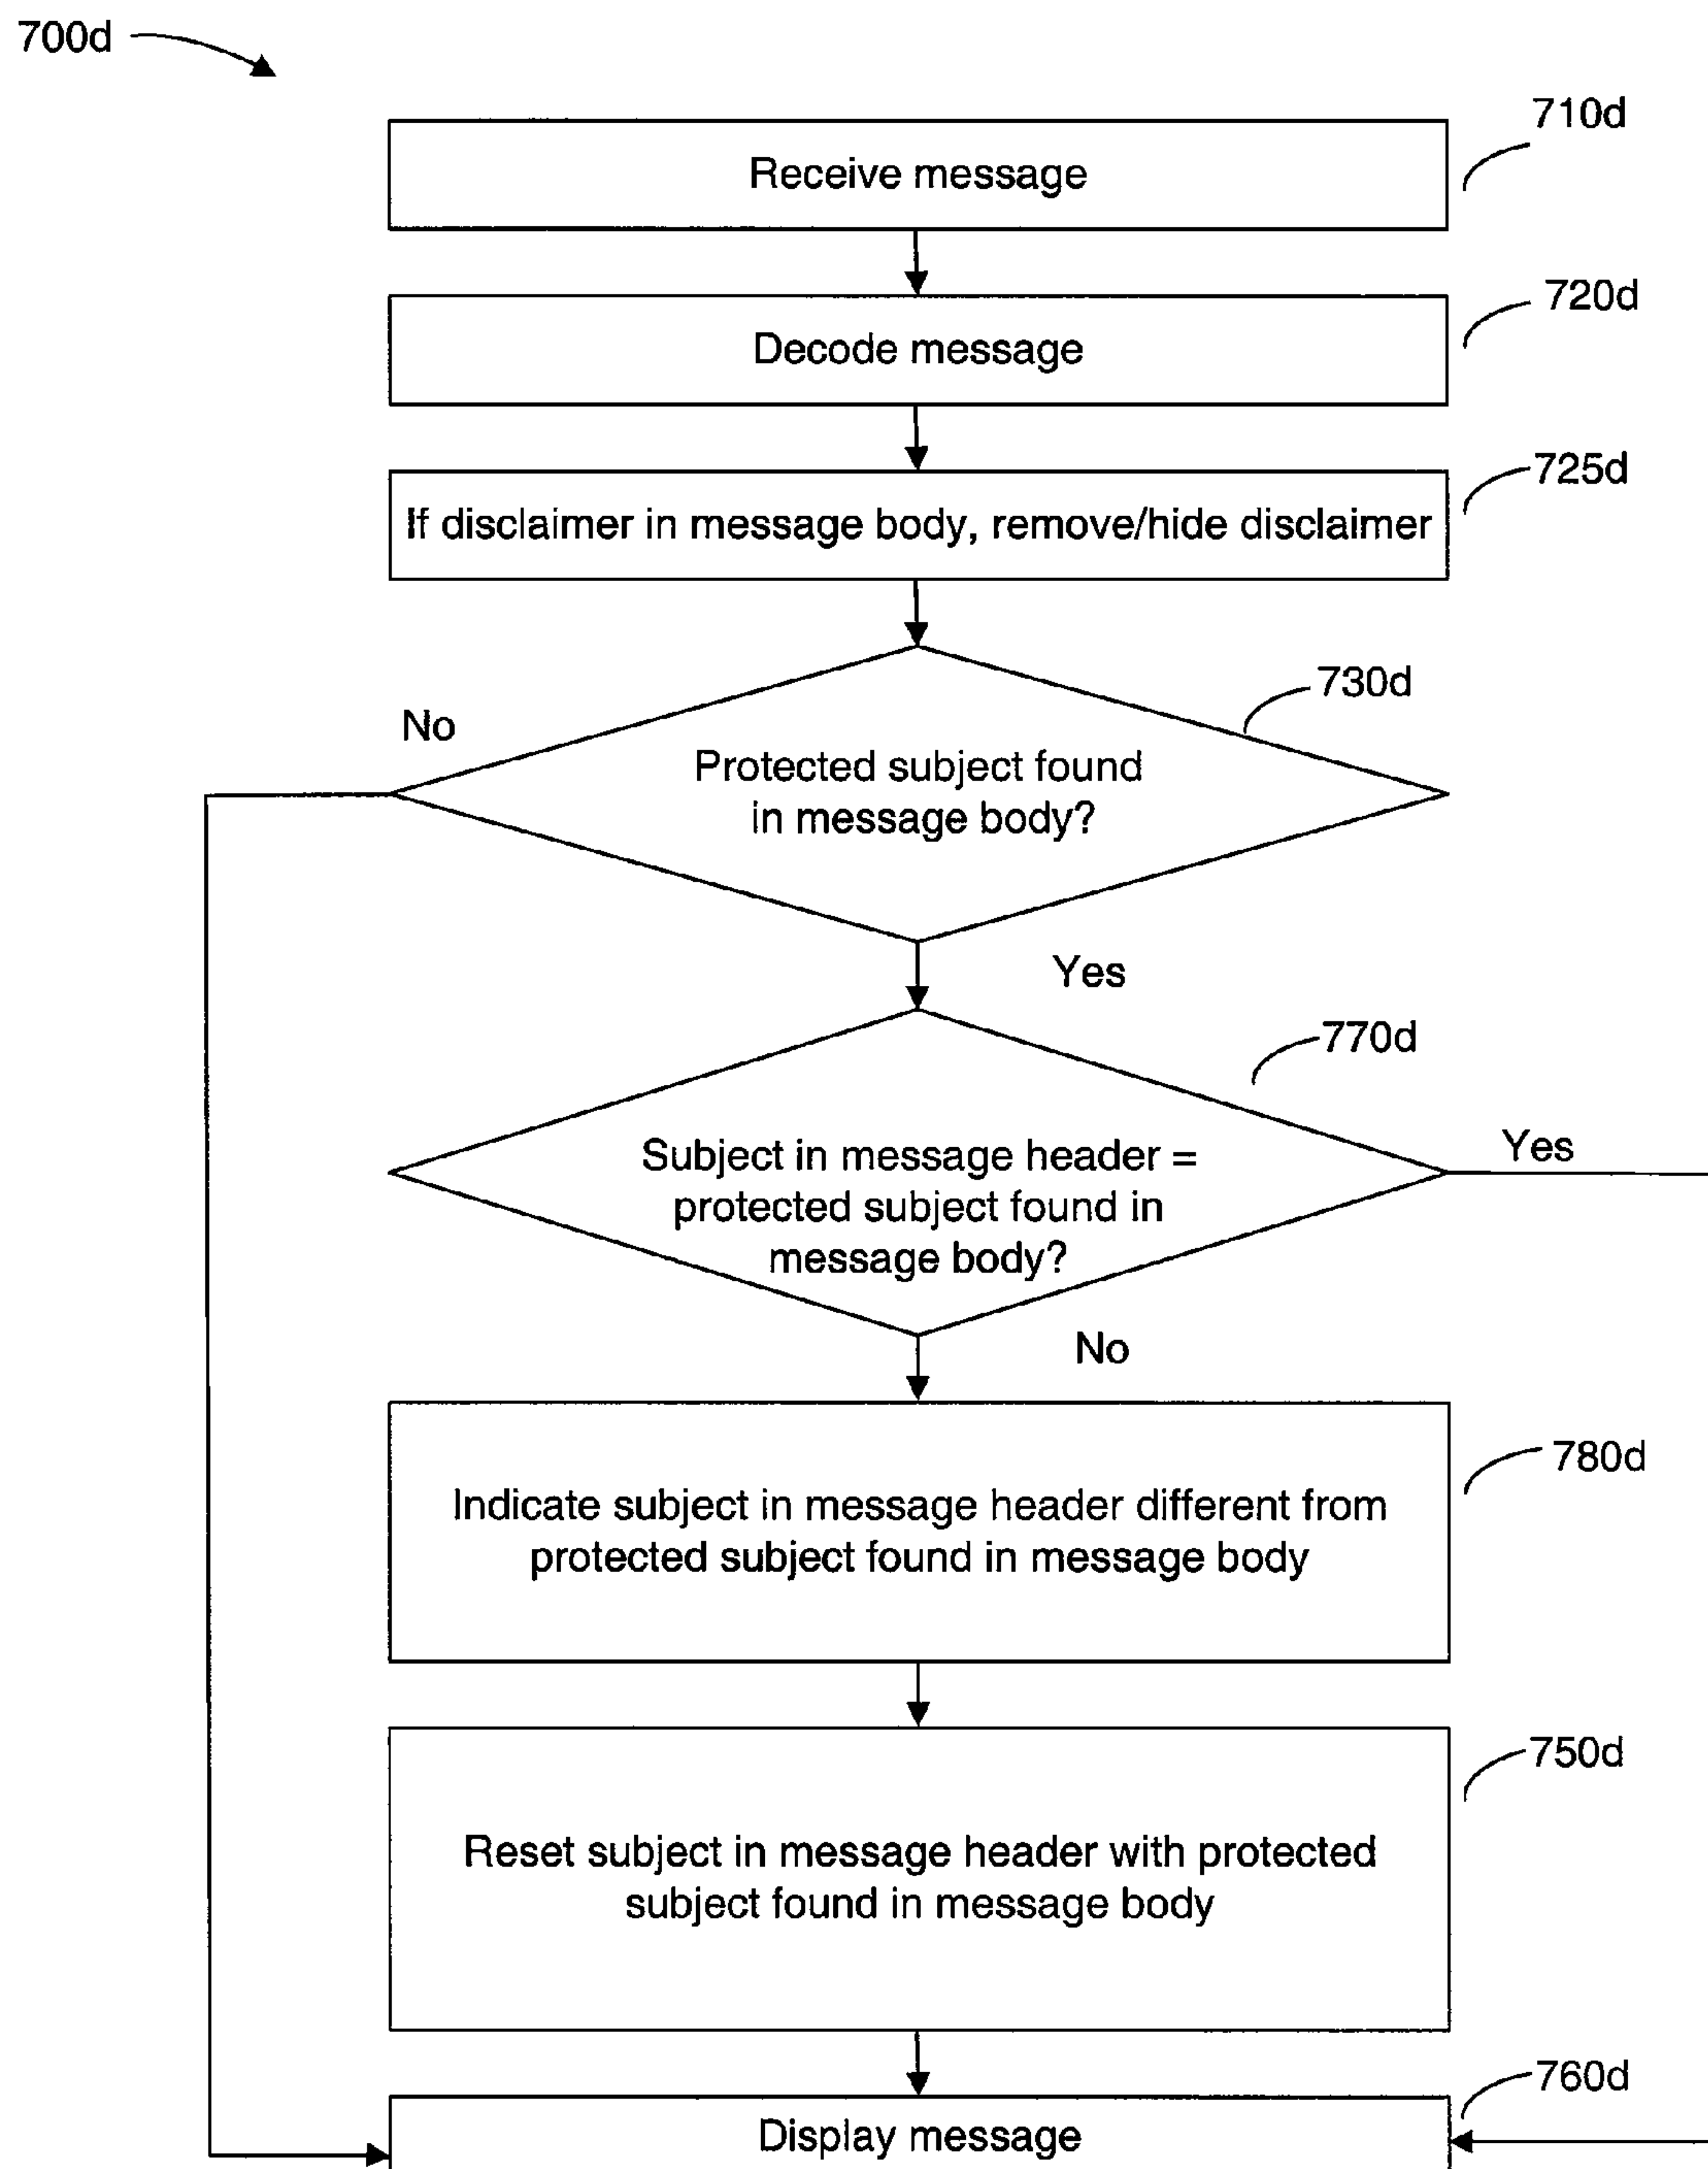 700d
710d
Receive message
720d
Decode message
725d
If disclaimer in message body, remove/hide disclaimer
730d
No
Protected subject found
in message body?
Yes
770d
Yes
Subject in message header =
protected subject found in
message body?
No
780d
Indicate subject in message header different from
protected subject found in message body
750d
Reset subject in message header with protected
subject found in message body
760d
Display message